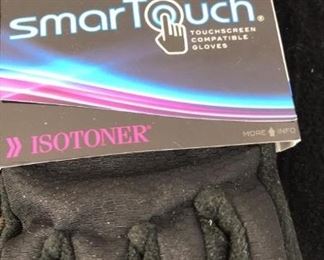 smarTouch®
TOUCHSCREEN
COMPATIBLE
GLOVES
ISOTONER®
MORE INFO